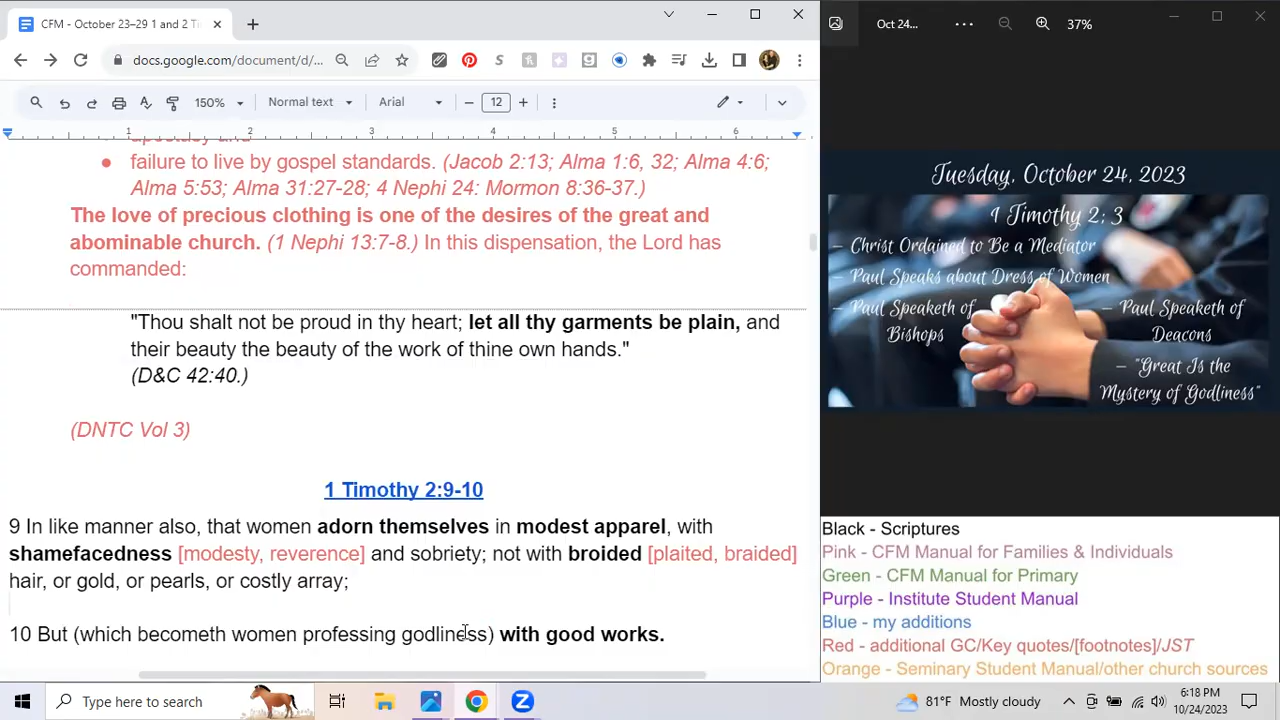 CFM - October 23–29 1 and 2 Ti
docs.google.com/document/d/...
150%
Normal text
Arial
12
1
2
3
4
5
6
failure to live by gospel standards. (Jacob 2:13; Alma 1:6, 32; Alma 4:6;
Alma 5:53; Alma 31:27-28; 4 Nephi 24: Mormon 8:36-37.)
The love of precious clothing is one of the desires of the great and
abominable church. (1 Nephi 13:7-8.) In this dispensation, the Lord has
commanded:
"Thou shalt not be proud in thy heart; let all thy garments be plain, and
their beauty the beauty of the work of thine own hands."
(D&C 42:40.)
(DNTC Vol 3)
1 Timothy 2:9-10
9 In like manner also, that women adorn themselves in modest apparel, with
shamefacedness [modesty, reverence] and sobriety; not with broided [plaited, braided]
hair, or gold, or pearls, or costly array;
10 But (which becometh women professing godliness) with good works.
Oct 24...
37%
Tuesday, October 24, 2023
1 Timothy 2; 3
– Christ Ordained to Be a Mediator
– Paul Speaks about Dress of Women
– Paul Speaketh of
Bishops
– Paul Speaketh of
Deacons
– "Great Is the
Mystery of Godliness"
Black - Scriptures
Pink - CFM Manual for Families & Individuals
Green - CFM Manual for Primary
Purple - Institute Student Manual
Blue - my additions
Red - additional GC/Key quotes/[footnotes]/JST
Orange - Seminary Student Manual/other church sources
Type here to search
81°F Mostly cloudy
6:18 PM
10/24/2023